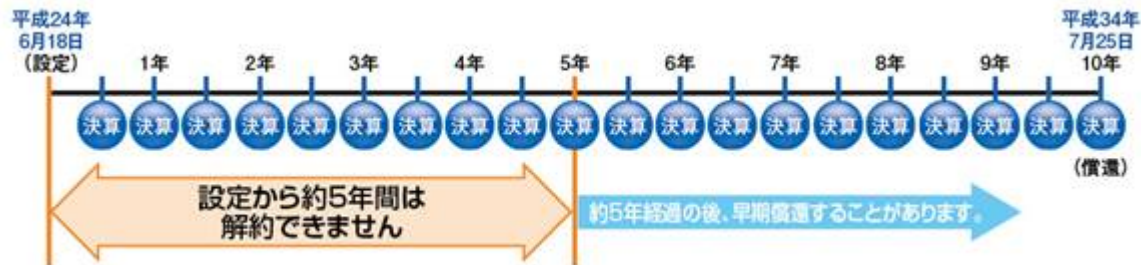 平成24年
6月18日
(設定)
1年 2年 3年 4年 5年 6年 7年 8年 9年
平成34年
7月25日
10年
決算 決算 決算 決算 決算 決算 決算 決算 決算 決算 決算 決算 決算 決算 決算 決算 決算 決算 決算 決算
(償還)
設定から約5年間は
解約できません
約5年経過の後、早期償還することがあります。